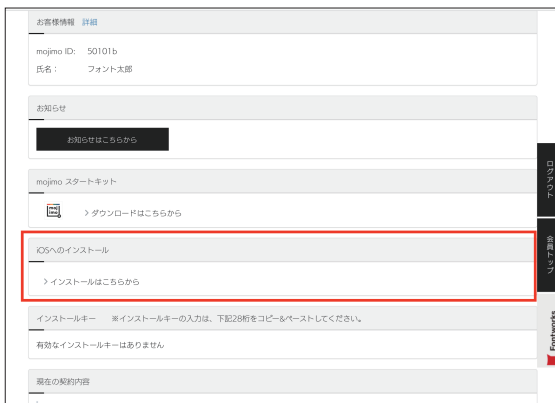 お客様情報 詳細
mojimo ID: 50101b
氏名： フォント太郎
お知らせ
お知らせはこちらから
mojimo スタートキット
moji
imo
> ダウンロードはこちらから
iOSへのインストール
> インストールはこちらから
インストールキー ※インストールキーの入力は、下記28桁をコピー&ペーストしてください。
有効なインストールキーはありません
現在の契約内容
ログアウト
会員トップ
Fontworks